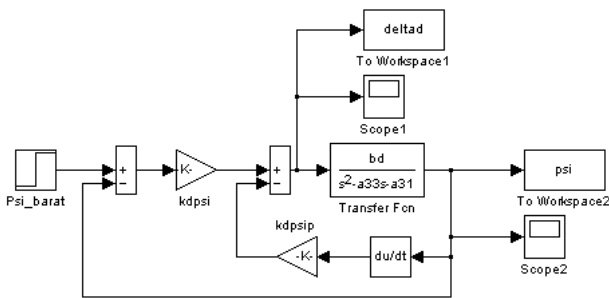 deltad
To Workspace1
Scope1
+
−
-K-
kdpsi
+
−
bd
s²-a33s-a31
Transfer Fcn
psi
To Workspace2
Psi_barat
kdpsip
-K-
du/dt
Scope2